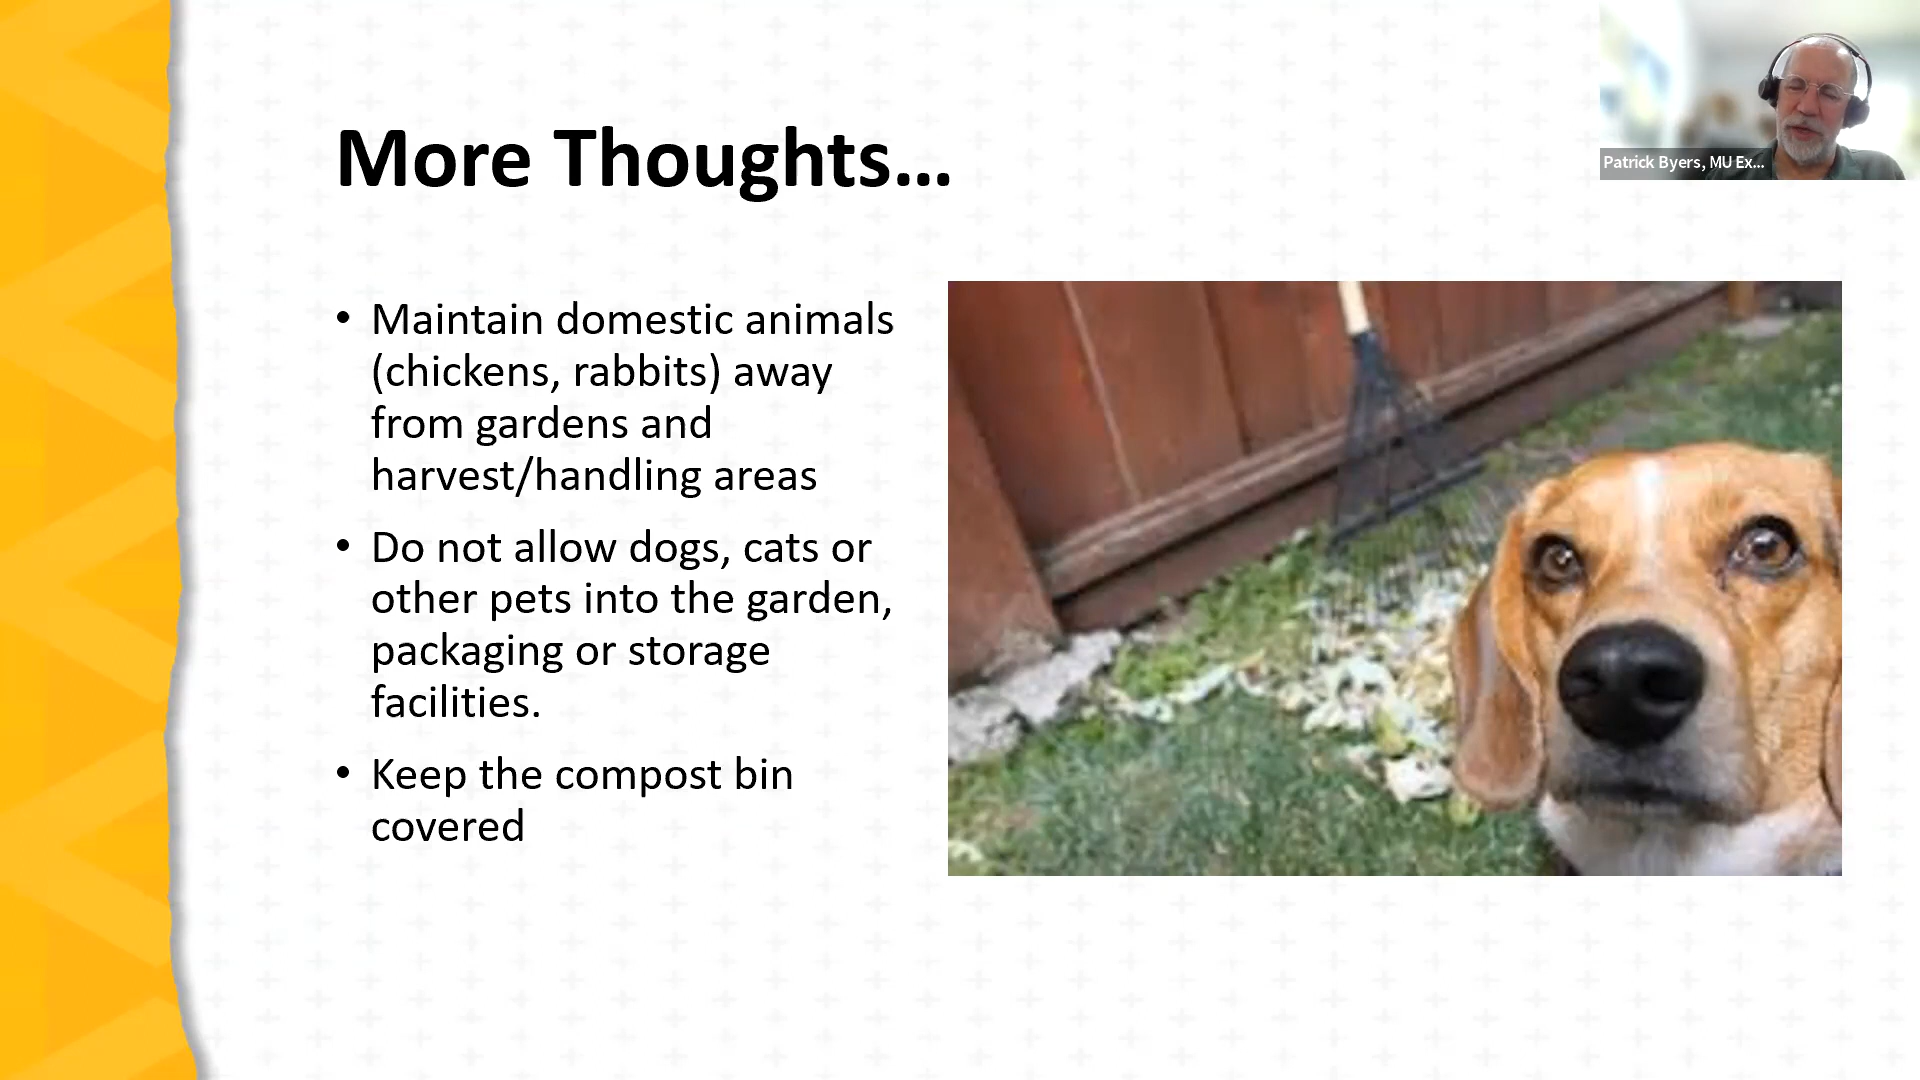 More Thoughts...
Patrick Byers, MU Ex...
• Maintain domestic animals
(chickens, rabbits) away
from gardens and
harvest/handling areas
• Do not allow dogs, cats or
other pets into the garden,
packaging or storage
facilities.
• Keep the compost bin
covered